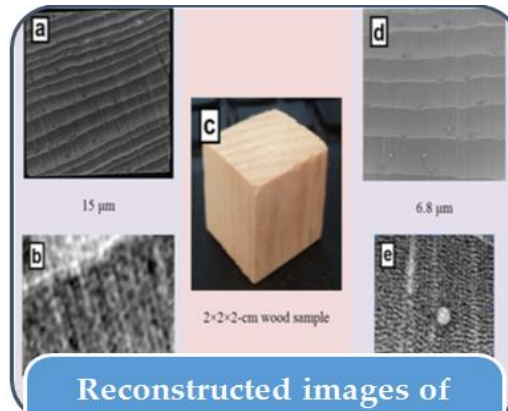 a
d
c
15 μm
6.8 μm
b
e
2×2×2-cm wood sample
Reconstructed images of